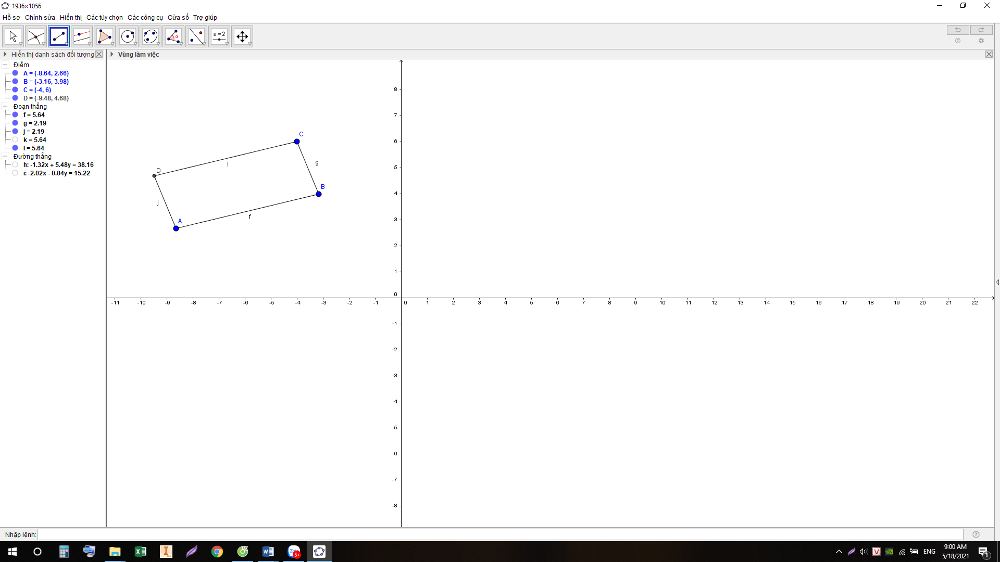 1936×1056
Hồ sơ Chỉnh sửa Hiển thị Các tùy chọn Các công cụ Cửa sổ Trợ giúp
α
a = 2
Hiển thị danh sách đối tượng
Vùng làm việc
Điểm
A = (-8.64, 2.66)
B = (-3.16, 3.98)
C = (-4, 6)
D = (-9.48, 4.68)
Đoạn thẳng
f = 5.64
g = 2.19
j = 2.19
k = 5.64
l = 5.64
Đường thẳng
h: -1.32x + 5.48y = 38.16
i: -2.02x - 0.84y = 15.22
8
7
C
6
g
l
5
D
B
4
j
f
3
A
2
1
0
-11 -10 -9 -8 -7 -6 -5 -4 -3 -2 -1 0 1 2 3 4 5 6 7 8 9 10 11 12 13 14 15 16 17 18 19 20 21 22
-1
-2
-3
-4
-5
-6
-7
-8
Nhập lệnh:
5+
ENG
9:00 AM
5/18/2021
1